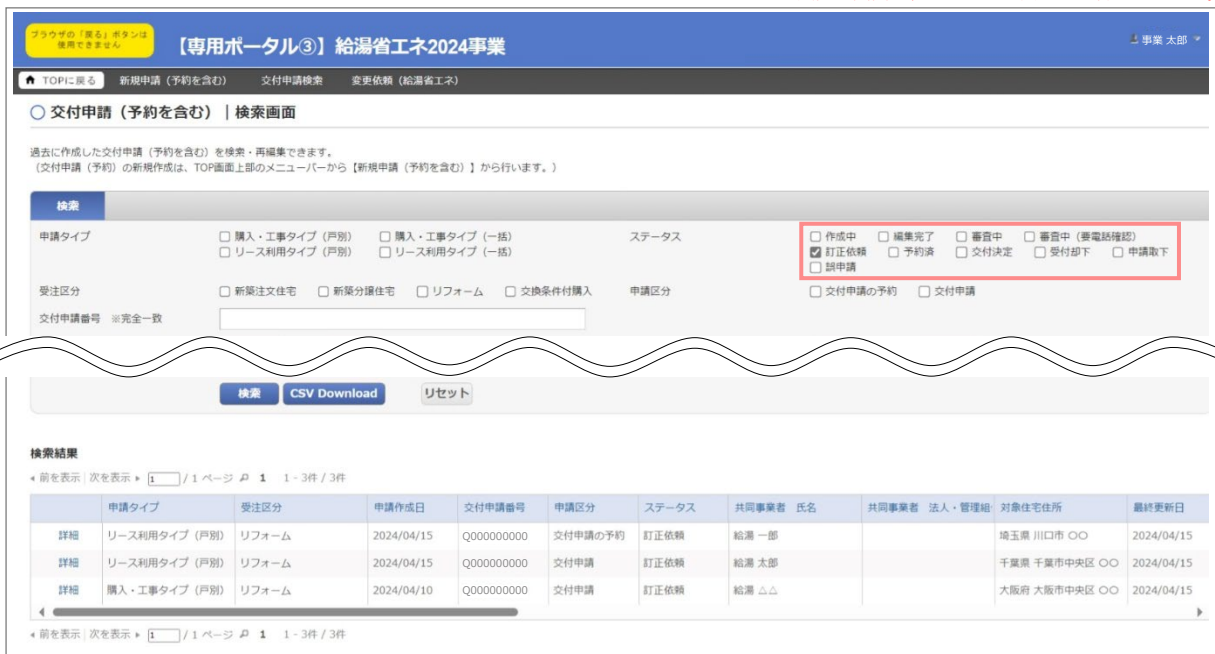 ブラウザの「戻る」ボタンは
使用できません
【専用ポータル③】給湯省エネ2024事業
事業 太郎
TOPに戻る 新規申請（予約を含む） 交付申請検索 変更依頼（給湯省エネ）
○ 交付申請（予約を含む）｜検索画面
過去に作成した交付申請（予約を含む）を検索・再編集できます。
（交付申請（予約）の新規作成は、TOP画面上部のメニューバーから【新規申請（予約を含む）】から行います。）
検索
申請タイプ □ 購入・工事タイプ（戸別） □ 購入・工事タイプ（一括） ステータス □ 作成中 □ 編集完了 □ 審査中 □ 審査中（要電話確認）
□ リース利用タイプ（戸別） □ リース利用タイプ（一括） ☑ 訂正依頼 □ 予約済 □ 交付決定 □ 受付却下 □ 申請取下
□ 誤申請
受注区分 □ 新築注文住宅 □ 新築分譲住宅 □ リフォーム □ 交換条件付購入 申請区分 □ 交付申請の予約 □ 交付申請
交付申請番号 ※完全一致
検索 CSV Download リセット
検索結果
前を表示 | 次を表示 1 / 1 ページ 1 1 - 3件 / 3件
申請タイプ 受注区分 申請作成日 交付申請番号 申請区分 ステータス 共同事業者 氏名 共同事業者 法人・管理組 対象住宅住所 最終更新日
詳細 リース利用タイプ（戸別） リフォーム 2024/04/15 Q000000000 交付申請の予約 訂正依頼 給湯 一郎 埼玉県 川口市 〇〇 2024/04/15
詳細 リース利用タイプ（戸別） リフォーム 2024/04/15 Q000000000 交付申請 訂正依頼 給湯 太郎 千葉県 千葉市中央区 〇〇 2024/04/15
詳細 購入・工事タイプ（戸別） リフォーム 2024/04/10 Q000000000 交付申請 訂正依頼 給湯 △△ 大阪府 大阪市中央区 〇〇 2024/04/15
前を表示 | 次を表示 1 / 1 ページ 1 1 - 3件 / 3件